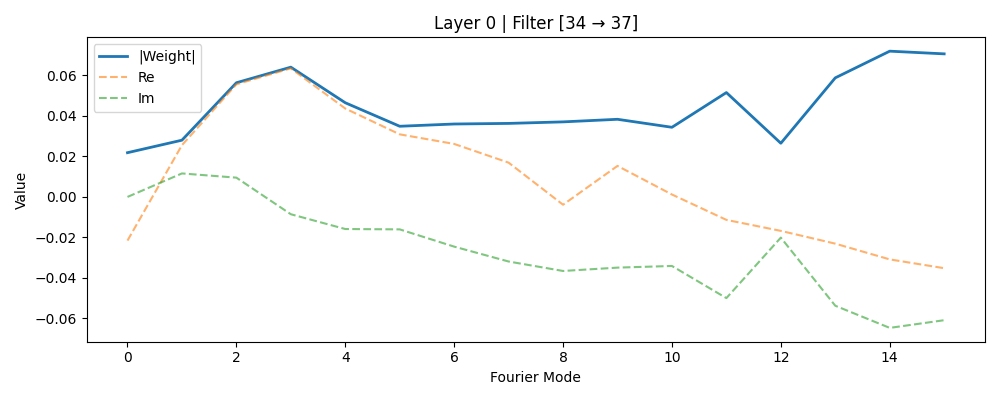 Layer 0 | Filter [34 → 37]
|Weight|
Re
Im
Value
0.06
0.04
0.02
0.00
−0.02
−0.04
−0.06
0 2 4 6 8 10 12 14
Fourier Mode